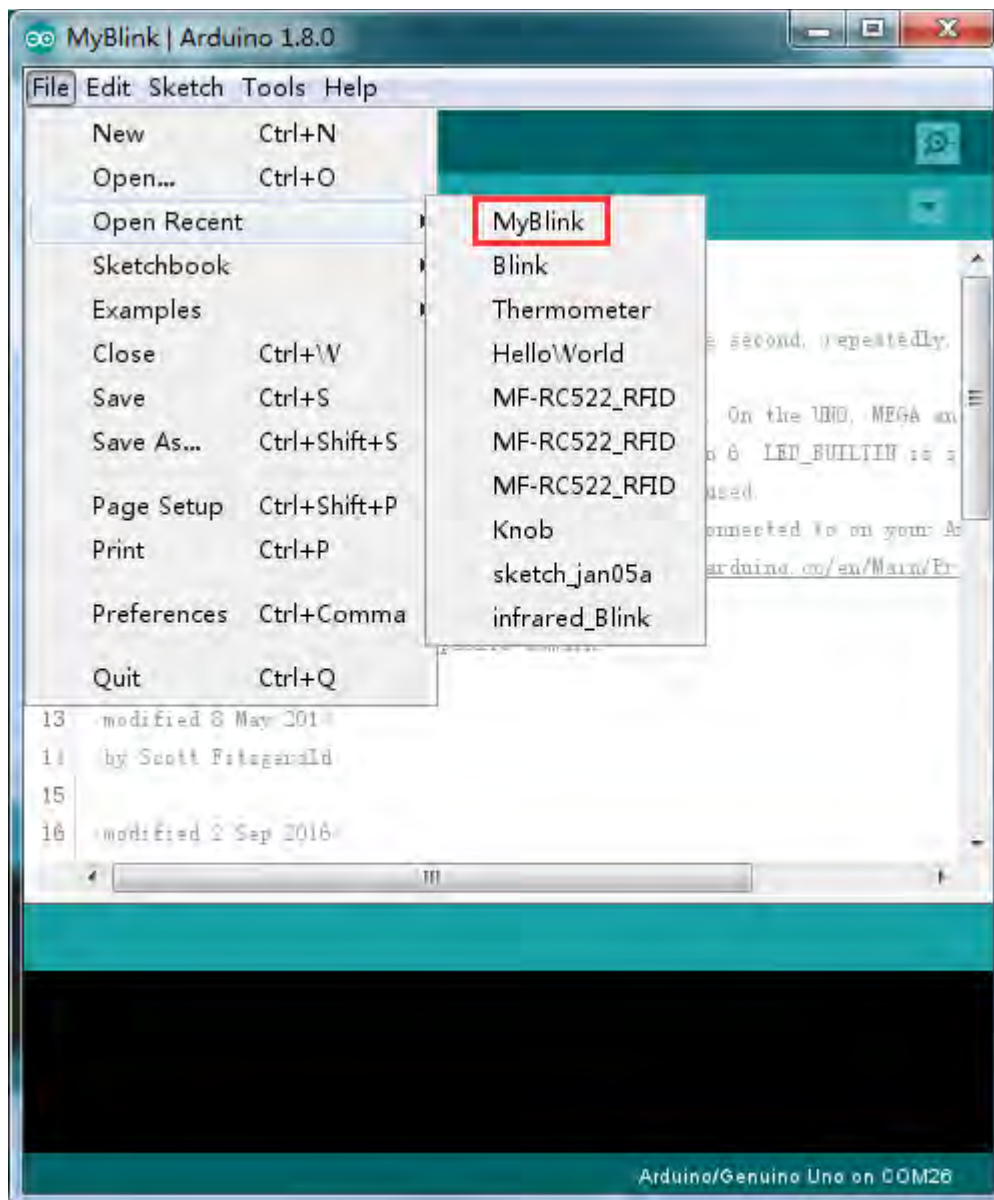 MyBlink | Arduino 1.8.0
File Edit Sketch Tools Help
New Ctrl+N
Open... Ctrl+O
Open Recent
Sketchbook
Examples
Close Ctrl+W
Save Ctrl+S
Save As... Ctrl+Shift+S
Page Setup Ctrl+Shift+P
Print Ctrl+P
Preferences Ctrl+Comma
Quit Ctrl+Q
MyBlink
Blink
Thermometer
HelloWorld
MF-RC522_RFID
MF-RC522_RFID
MF-RC522_RFID
Knob
sketch_jan05a
infrared_Blink
second, repeatedly.
On the UNO, MEGA an
LED_BUILTIN is s
used
onnected to on your A
arduino.cc/en/Main/Pr
13 modified 8 May 201
by Scott Fitzgerald
15
16 modified 2 Sep 2016
Arduino/Genuino Uno on COM26